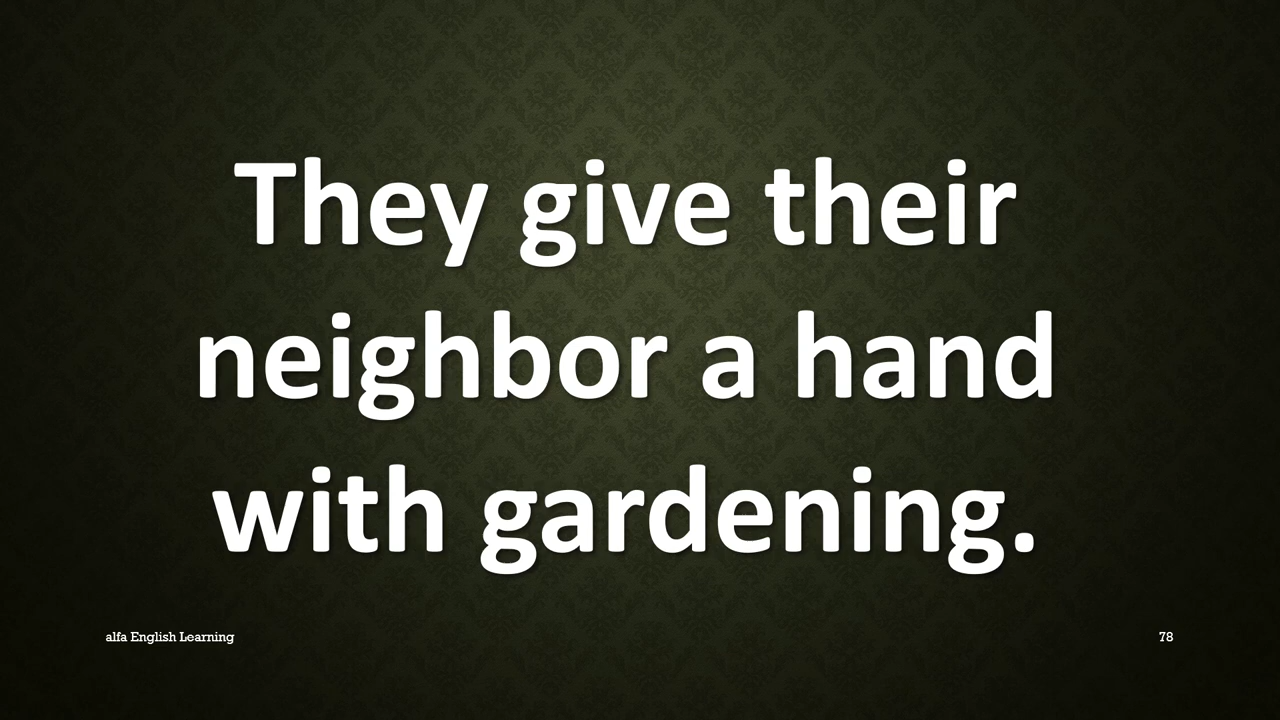 They give their
neighbor a hand
with gardening.
alfa English Learning
78